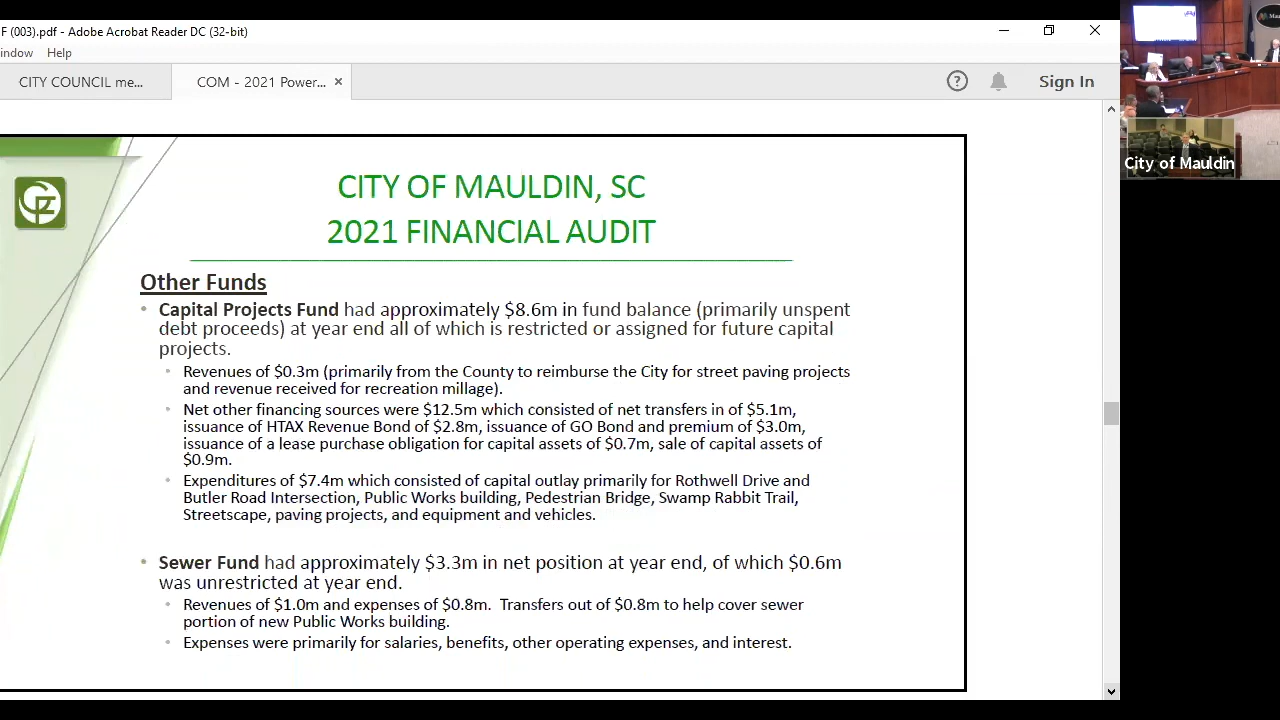 F (003).pdf - Adobe Acrobat Reader DC (32-bit)
indow Help
CITY COUNCIL me...
COM - 2021 Power...
Sign In
City of Mauldin
CITY OF MAULDIN, SC
2021 FINANCIAL AUDIT
Other Funds
• Capital Projects Fund had approximately $8.6m in fund balance (primarily unspent
debt proceeds) at year end all of which is restricted or assigned for future capital
projects.
• Revenues of $0.3m (primarily from the County to reimburse the City for street paving projects
and revenue received for recreation millage).
• Net other financing sources were $12.5m which consisted of net transfers in of $5.1m,
issuance of HTAX Revenue Bond of $2.8m, issuance of GO Bond and premium of $3.0m,
issuance of a lease purchase obligation for capital assets of $0.7m, sale of capital assets of
$0.9m.
• Expenditures of $7.4m which consisted of capital outlay primarily for Rothwell Drive and
Butler Road Intersection, Public Works building, Pedestrian Bridge, Swamp Rabbit Trail,
Streetscape, paving projects, and equipment and vehicles.
• Sewer Fund had approximately $3.3m in net position at year end, of which $0.6m
was unrestricted at year end.
• Revenues of $1.0m and expenses of $0.8m. Transfers out of $0.8m to help cover sewer
portion of new Public Works building.
• Expenses were primarily for salaries, benefits, other operating expenses, and interest.